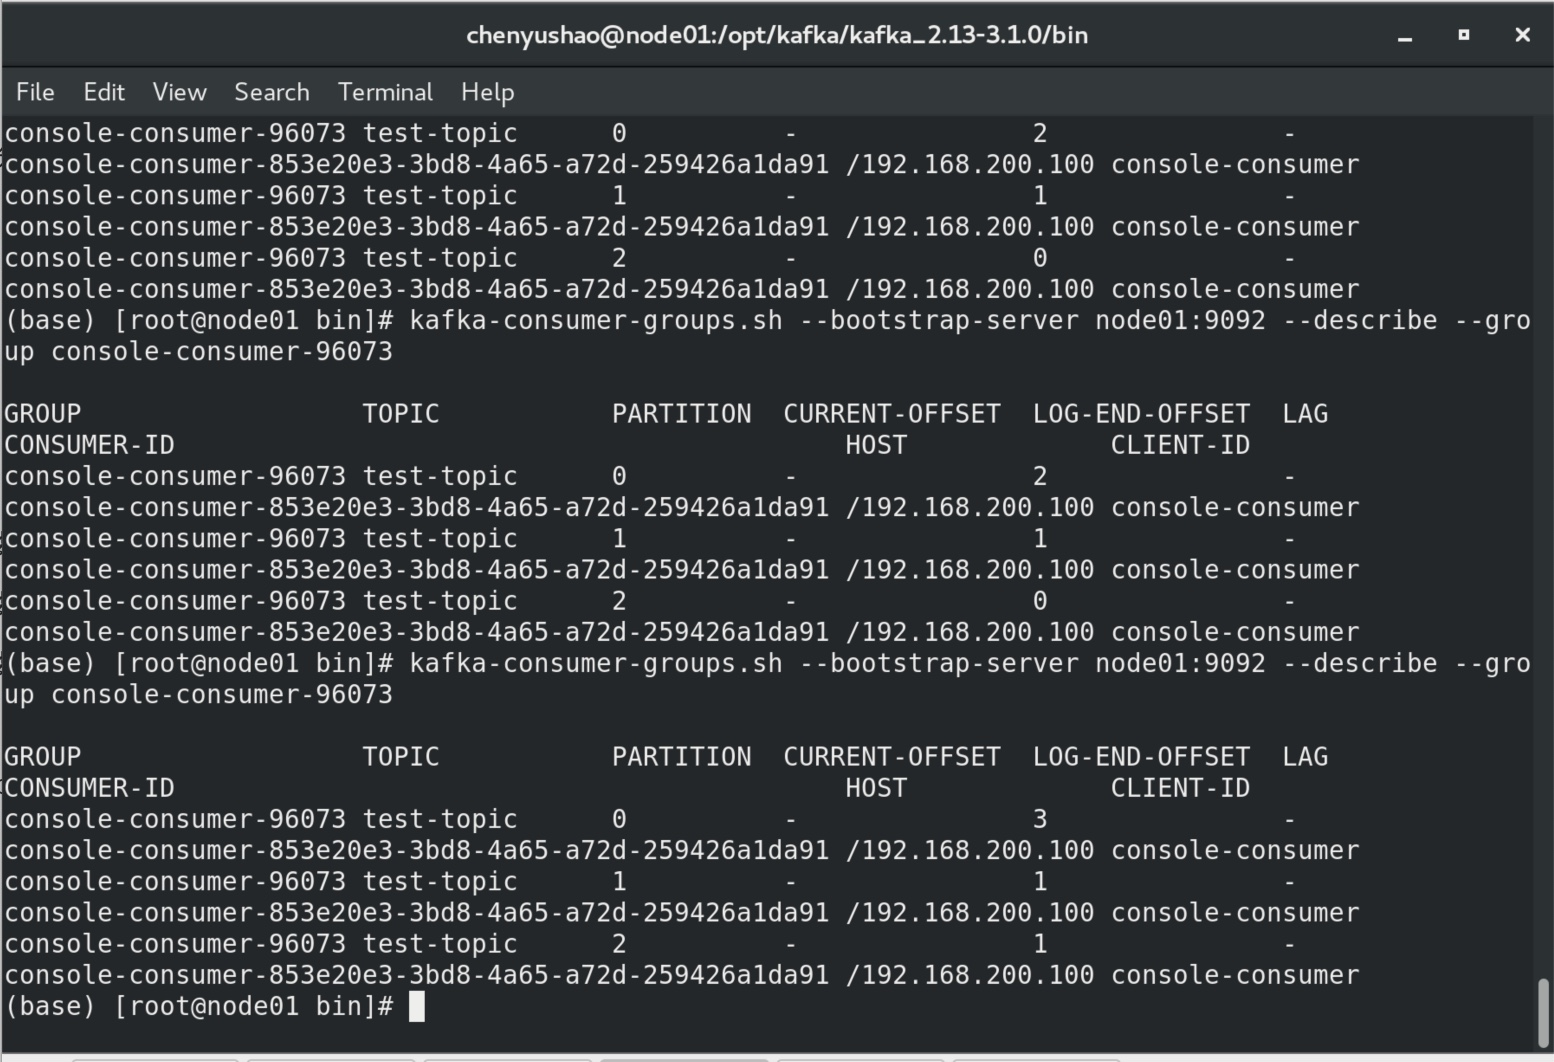 chenyushao@node01:/opt/kafka/kafka_2.13-3.1.0/bin
File Edit View Search Terminal Help
console-consumer-96073 test-topic      0          -               2               -
console-consumer-853e20e3-3bd8-4a65-a72d-259426a1da91 /192.168.200.100 console-consumer
console-consumer-96073 test-topic      1          -               1               -
console-consumer-853e20e3-3bd8-4a65-a72d-259426a1da91 /192.168.200.100 console-consumer
console-consumer-96073 test-topic      2          -               0               -
console-consumer-853e20e3-3bd8-4a65-a72d-259426a1da91 /192.168.200.100 console-consumer
(base) [root@node01 bin]# kafka-consumer-groups.sh --bootstrap-server node01:9092 --describe --gro
up console-consumer-96073
GROUP                  TOPIC           PARTITION  CURRENT-OFFSET  LOG-END-OFFSET  LAG
CONSUMER-ID                                           HOST             CLIENT-ID
console-consumer-96073 test-topic      0          -               2               -
console-consumer-853e20e3-3bd8-4a65-a72d-259426a1da91 /192.168.200.100 console-consumer
console-consumer-96073 test-topic      1          -               1               -
console-consumer-853e20e3-3bd8-4a65-a72d-259426a1da91 /192.168.200.100 console-consumer
console-consumer-96073 test-topic      2          -               0               -
console-consumer-853e20e3-3bd8-4a65-a72d-259426a1da91 /192.168.200.100 console-consumer
(base) [root@node01 bin]# kafka-consumer-groups.sh --bootstrap-server node01:9092 --describe --gro
up console-consumer-96073
GROUP                  TOPIC           PARTITION  CURRENT-OFFSET  LOG-END-OFFSET  LAG
CONSUMER-ID                                           HOST             CLIENT-ID
console-consumer-96073 test-topic      0          -               3               -
console-consumer-853e20e3-3bd8-4a65-a72d-259426a1da91 /192.168.200.100 console-consumer
console-consumer-96073 test-topic      1          -               1               -
console-consumer-853e20e3-3bd8-4a65-a72d-259426a1da91 /192.168.200.100 console-consumer
console-consumer-96073 test-topic      2          -               1               -
console-consumer-853e20e3-3bd8-4a65-a72d-259426a1da91 /192.168.200.100 console-consumer
(base) [root@node01 bin]#